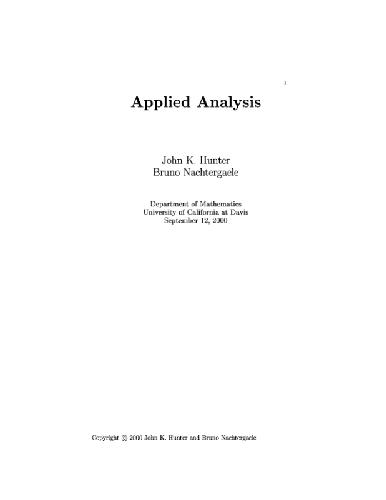 Applied Analysis
John K. Hunter
Bruno Nachtergaele
Department of Mathematics
University of California at Davis
September 12, 2000
Copyright © 2000 John K. Hunter and Bruno Nachtergaele